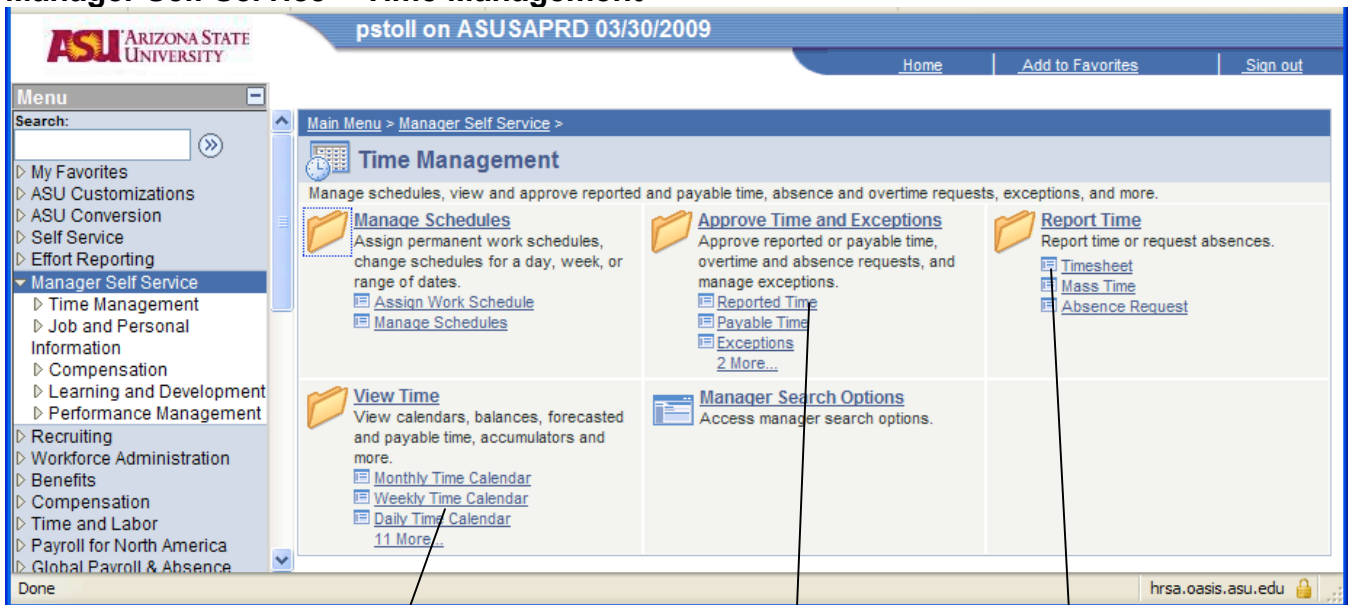 Manager Self Service – Time Management
ASU ARIZONA STATE
UNIVERSITY
pstoll on ASUSAPRD 03/30/2009
Home
Add to Favorites
Sign out
Menu
Search:
My Favorites
ASU Customizations
ASU Conversion
Self Service
Effort Reporting
Manager Self Service
Time Management
Job and Personal
Information
Compensation
Learning and Development
Performance Management
Recruiting
Workforce Administration
Benefits
Compensation
Time and Labor
Payroll for North America
Global Payroll & Absence
Main Menu > Manager Self Service >
Time Management
Manage schedules, view and approve reported and payable time, absence and overtime requests, exceptions, and more.
Manage Schedules
Assign permanent work schedules,
change schedules for a day, week, or
range of dates.
Assign Work Schedule
Manage Schedules
Approve Time and Exceptions
Approve reported or payable time,
overtime and absence requests, and
manage exceptions.
Reported Time
Payable Time
Exceptions
2 More...
Report Time
Report time or request absences.
Timesheet
Mass Time
Absence Request
View Time
View calendars, balances, forecasted
and payable time, accumulators and
more.
Monthly Time Calendar
Weekly Time Calendar
Daily Time Calendar
11 More...
Manager Search Options
Access manager search options.
Done
hrsa.oasis.asu.edu